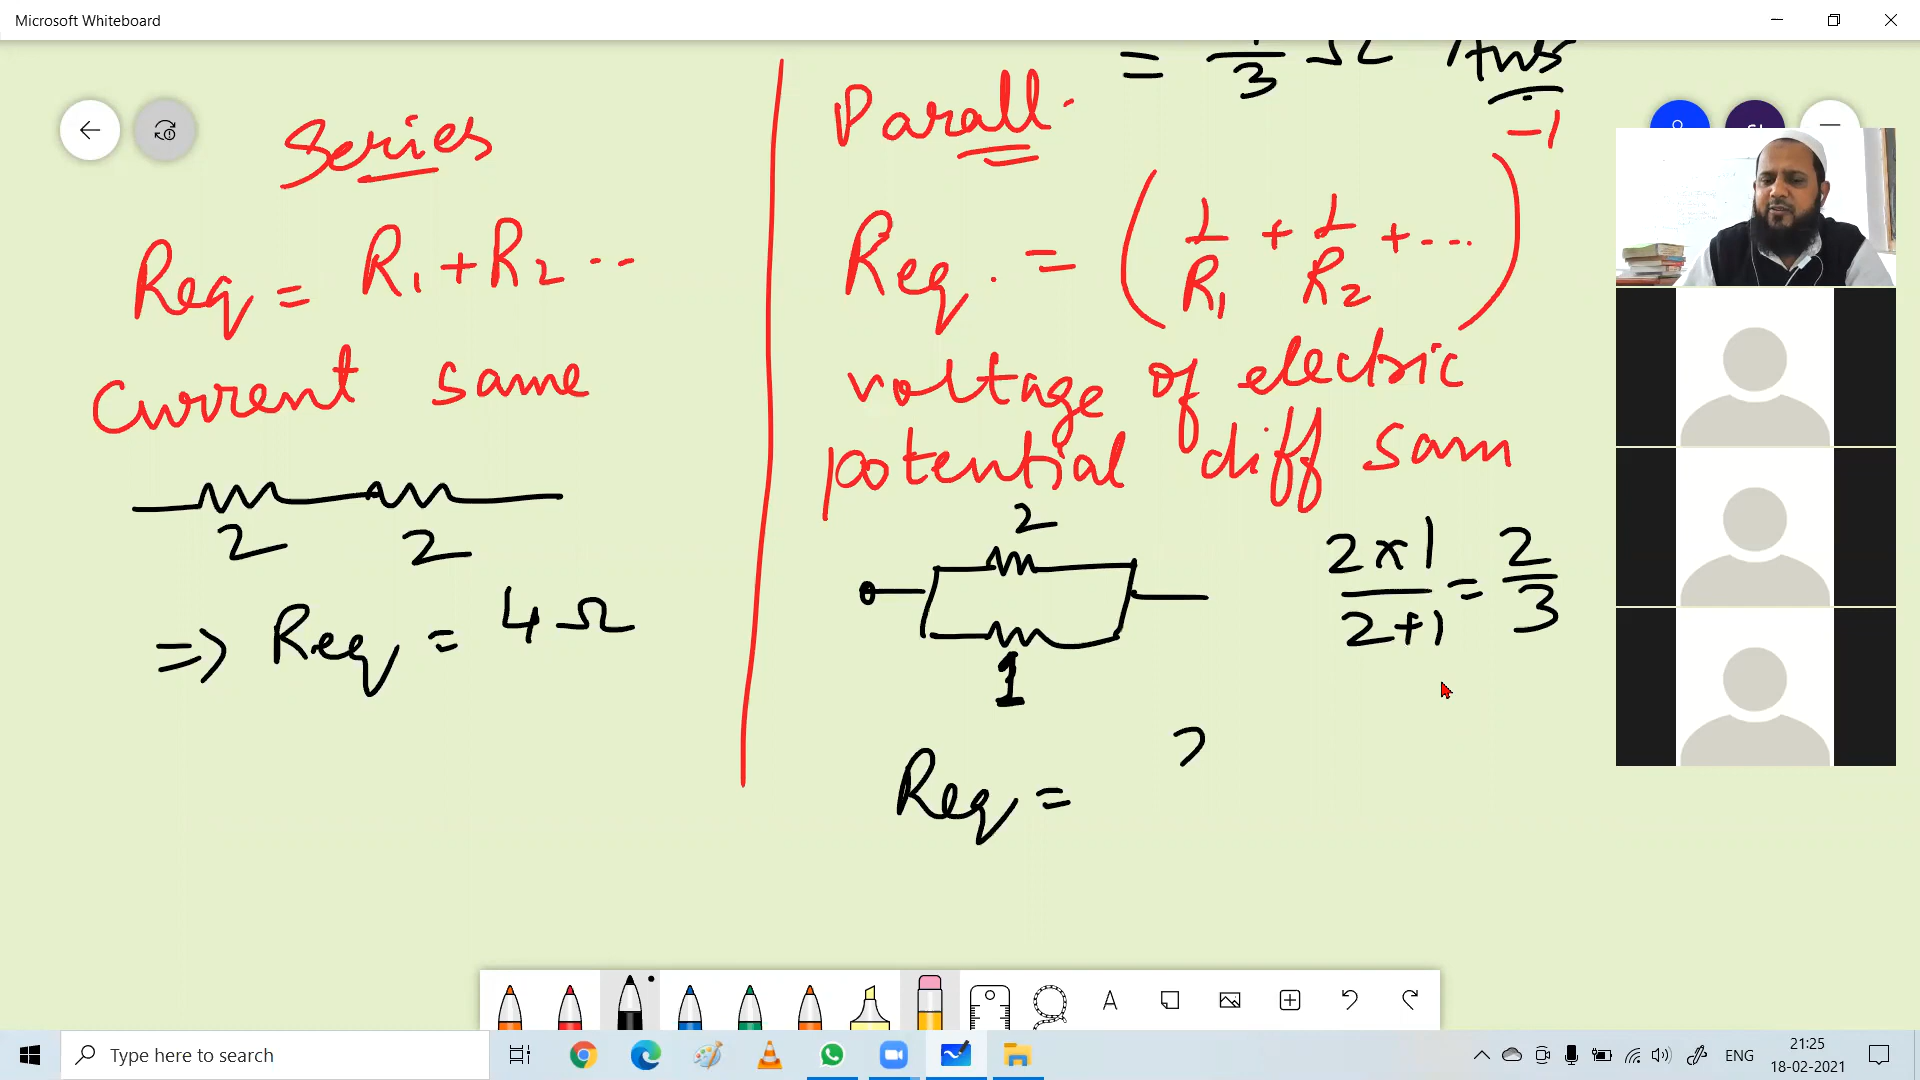 Microsoft Whiteboard
= /3 Ω Ans
Series
Req = R1 + R2 ..
Current same
2 2
=> Req = 4Ω
Parall.
Req. = (1/R1 + 1/R2 + ...)-1
voltage of electric
potential diff sam
2
1
2x1/2+1 = 2/3
Req = ?
A
Type here to search
ENG
21:25
18-02-2021